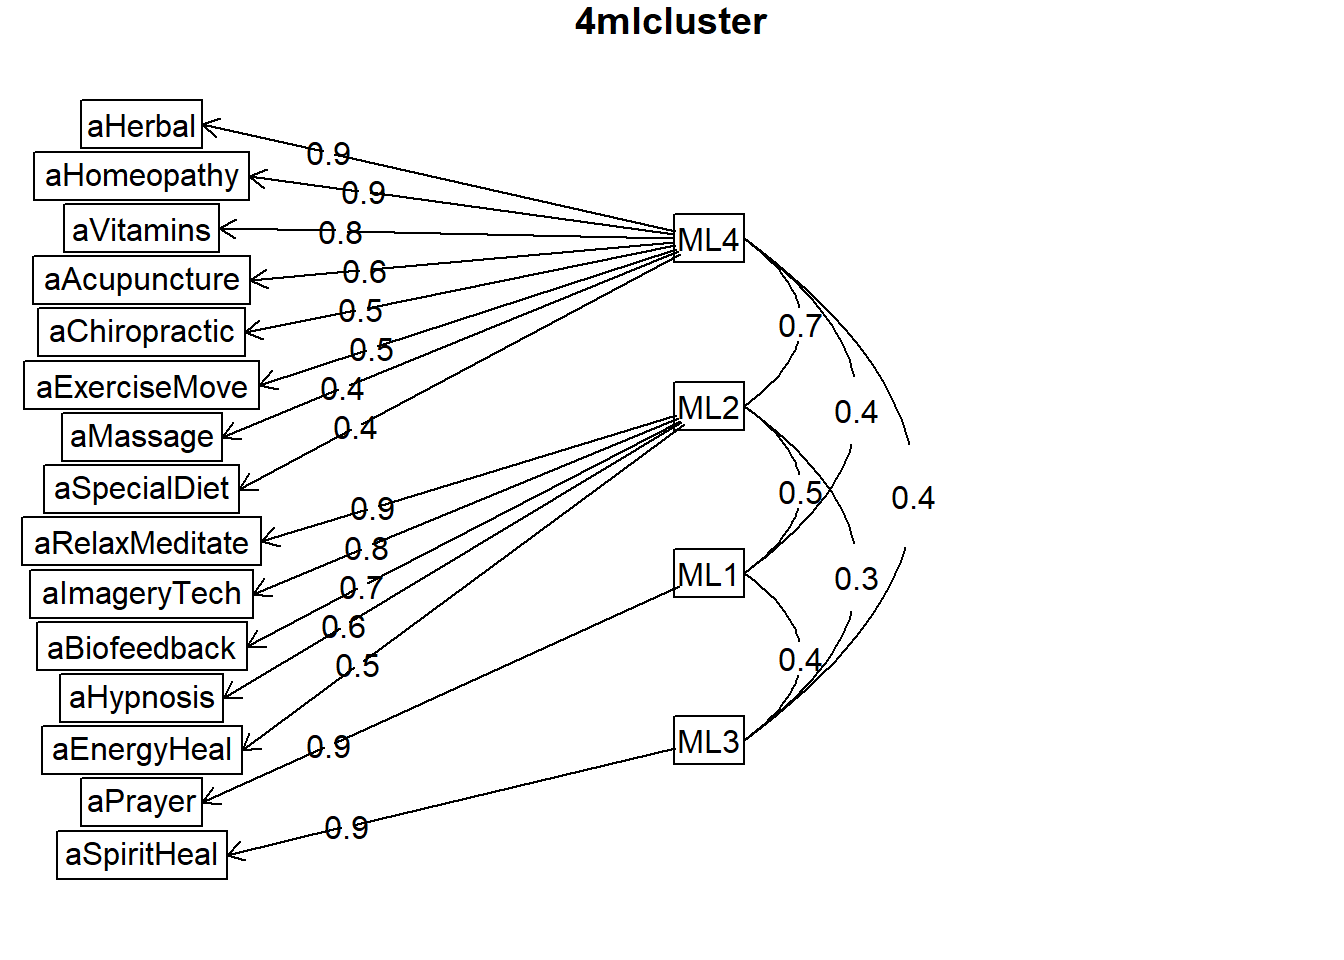 4mlcluster
aHerbal
aHomeopathy
aVitamins
aAcupuncture
aChiropractic
aExerciseMove
aMassage
aSpecialDiet
aRelaxMeditate
aImageryTech
aBiofeedback
aHypnosis
aEnergyHeal
aPrayer
aSpiritHeal
0.9
0.9
0.8
0.6
0.5
0.5
0.4
0.4
0.9
0.8
0.7
0.6
0.5
0.9
0.9
ML4
ML2
ML1
ML3
0.7
0.5
0.4
0.4
0.3
0.4